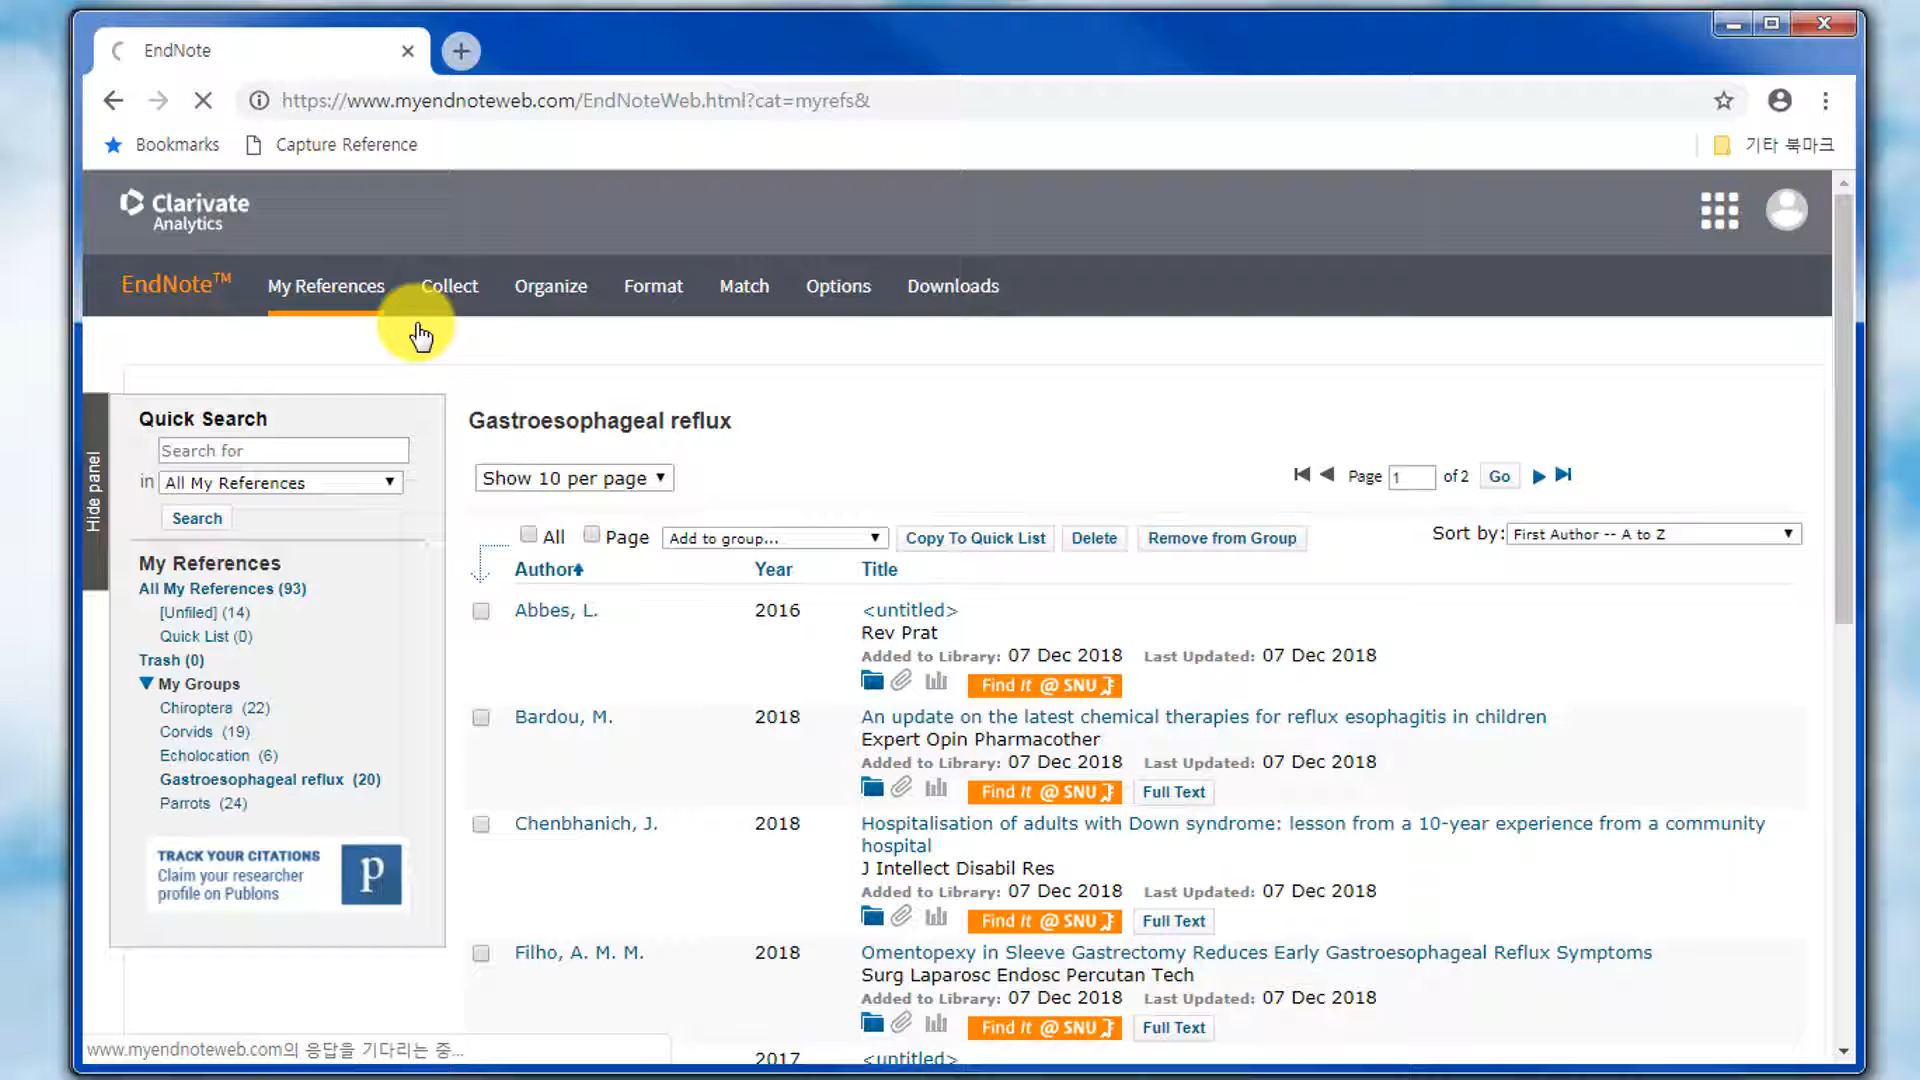 EndNote
https://www.myendnoteweb.com/EndNoteWeb.html?cat=myrefs&
Bookmarks Capture Reference 기타 북마크
Clarivate
Analytics
EndNote™ My References Collect Organize Format Match Options Downloads
Hide panel
Quick Search
Search for
in All My References
Search
My References
All My References (93)
[Unfiled] (14)
Quick List (0)
Trash (0)
My Groups
Chiroptera (22)
Corvids (19)
Echolocation (6)
Gastroesophageal reflux (20)
Parrots (24)
TRACK YOUR CITATIONS
Claim your researcher
profile on Publons
p
Gastroesophageal reflux
Show 10 per page
Page 1 of 2 Go
All Page Add to group... Copy To Quick List Delete Remove from Group
Sort by: First Author -- A to Z
Author Year Title
Abbes, L. 2016 <untitled>
Rev Prat
Added to Library: 07 Dec 2018 Last Updated: 07 Dec 2018
Find It @ SNU
Bardou, M. 2018 An update on the latest chemical therapies for reflux esophagitis in children
Expert Opin Pharmacother
Added to Library: 07 Dec 2018 Last Updated: 07 Dec 2018
Find It @ SNU Full Text
Chenbhanich, J. 2018 Hospitalisation of adults with Down syndrome: lesson from a 10-year experience from a community
hospital
J Intellect Disabil Res
Added to Library: 07 Dec 2018 Last Updated: 07 Dec 2018
Find It @ SNU Full Text
Filho, A. M. M. 2018 Omentopexy in Sleeve Gastrectomy Reduces Early Gastroesophageal Reflux Symptoms
Surg Laparosc Endosc Percutan Tech
Added to Library: 07 Dec 2018 Last Updated: 07 Dec 2018
Find It @ SNU Full Text
2017 <untitled>
www.myendnoteweb.com의 응답을 기다리는 중...